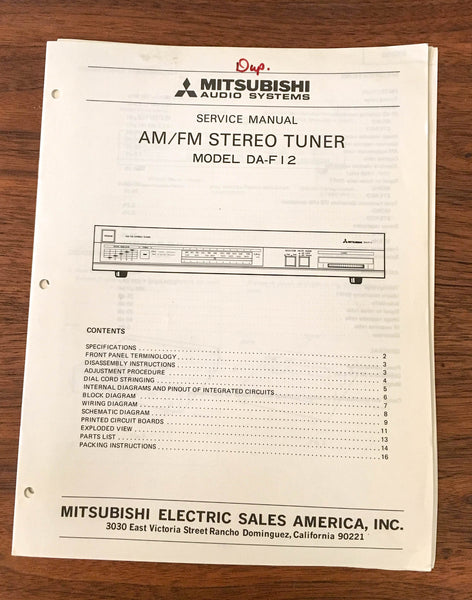 Dup.
MITSUBISHI
AUDIO SYSTEMS
SERVICE MANUAL
AM/FM STEREO TUNER
MODEL DA-F12
MITSUBISHI
CONTENTS
SPECIFICATIONS
FRONT PANEL TERMINOLOGY 2
DISASSEMBLY INSTRUCTIONS 3
ADJUSTMENT PROCEDURE 3
DIAL CORD STRINGING 4
INTERNAL DIAGRAMS AND PINOUT OF INTEGRATED CIRCUITS 5
BLOCK DIAGRAM 6
WIRING DIAGRAM 7
SCHEMATIC DIAGRAM 8
PRINTED CIRCUIT BOARDS 9
EXPLODED VIEW 11
PARTS LIST 13
PACKING INSTRUCTIONS 14
16
MITSUBISHI ELECTRIC SALES AMERICA, INC.
3030 East Victoria Street Rancho Dominguez, California 90221